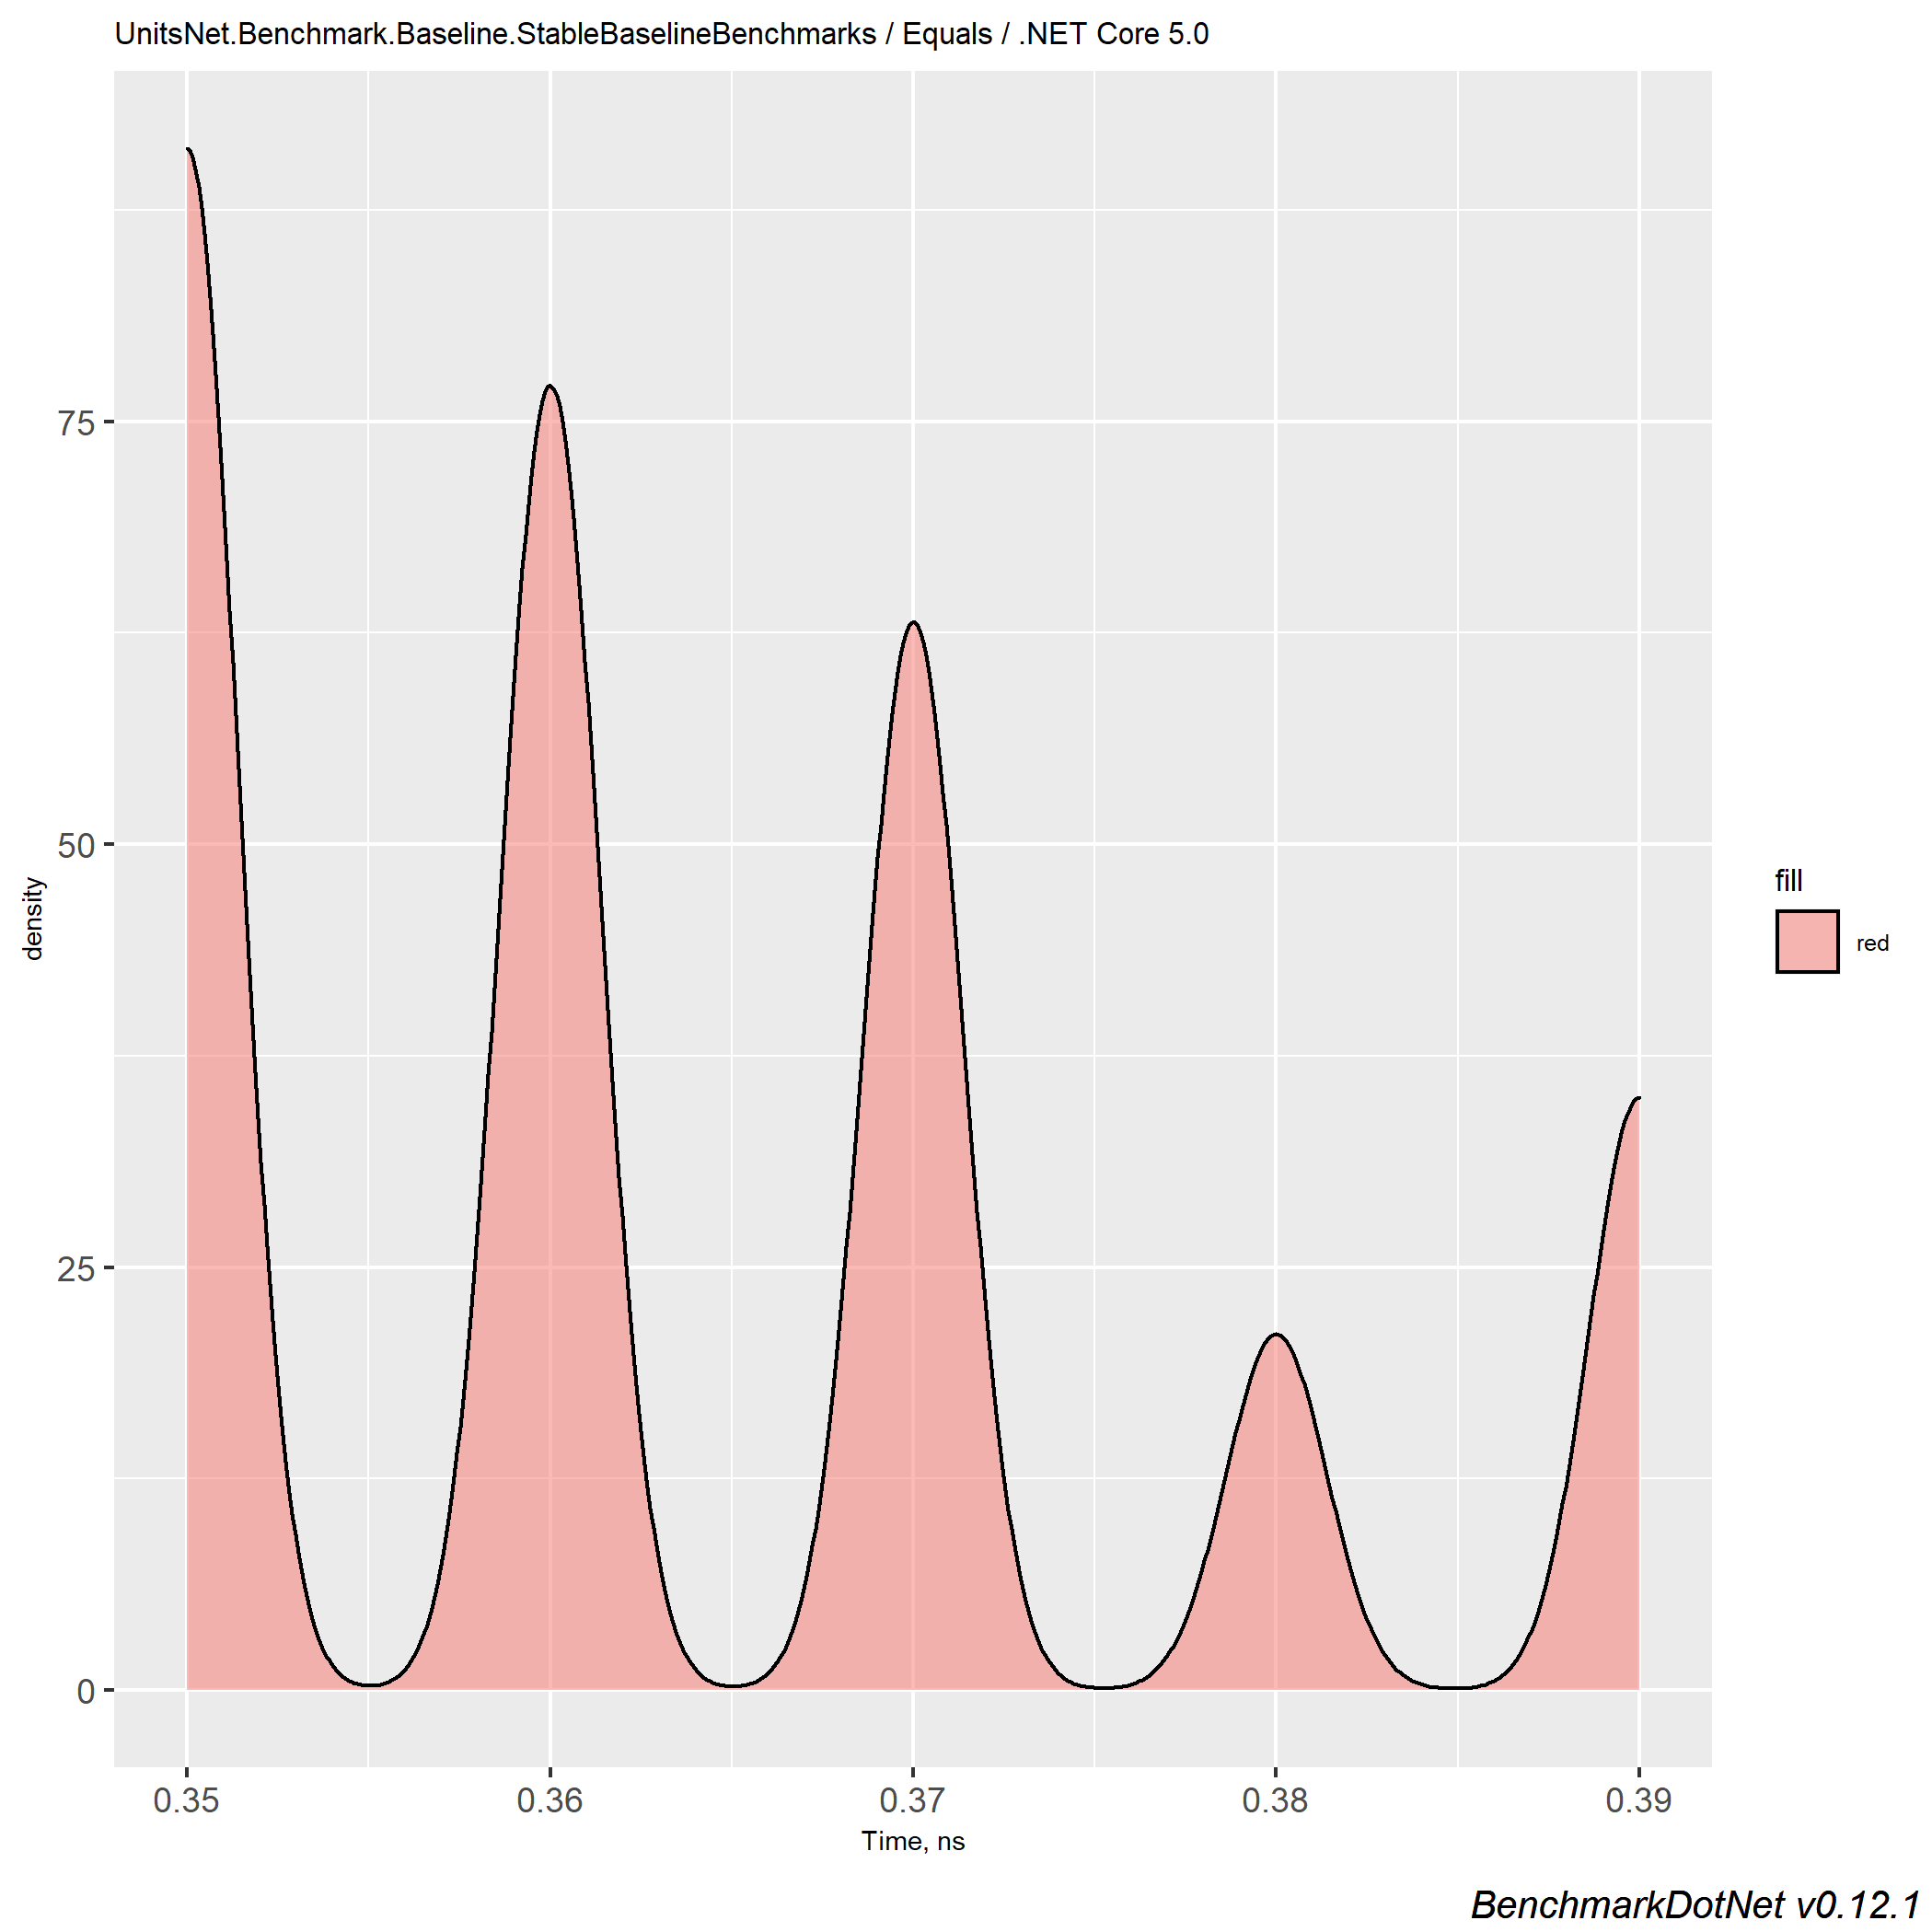 UnitsNet.Benchmark.Baseline.StableBaselineBenchmarks / Equals / .NET Core 5.0
75
50
25
0
density
0.35 0.36 0.37 0.38 0.39
Time, ns
fill
red
BenchmarkDotNet v0.12.1